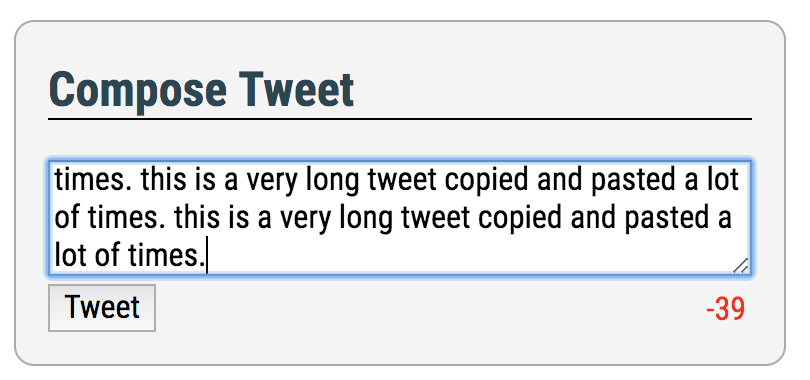 Compose Tweet
times. this is a very long tweet copied and pasted a lot
of times. this is a very long tweet copied and pasted a
lot of times.
Tweet
-39